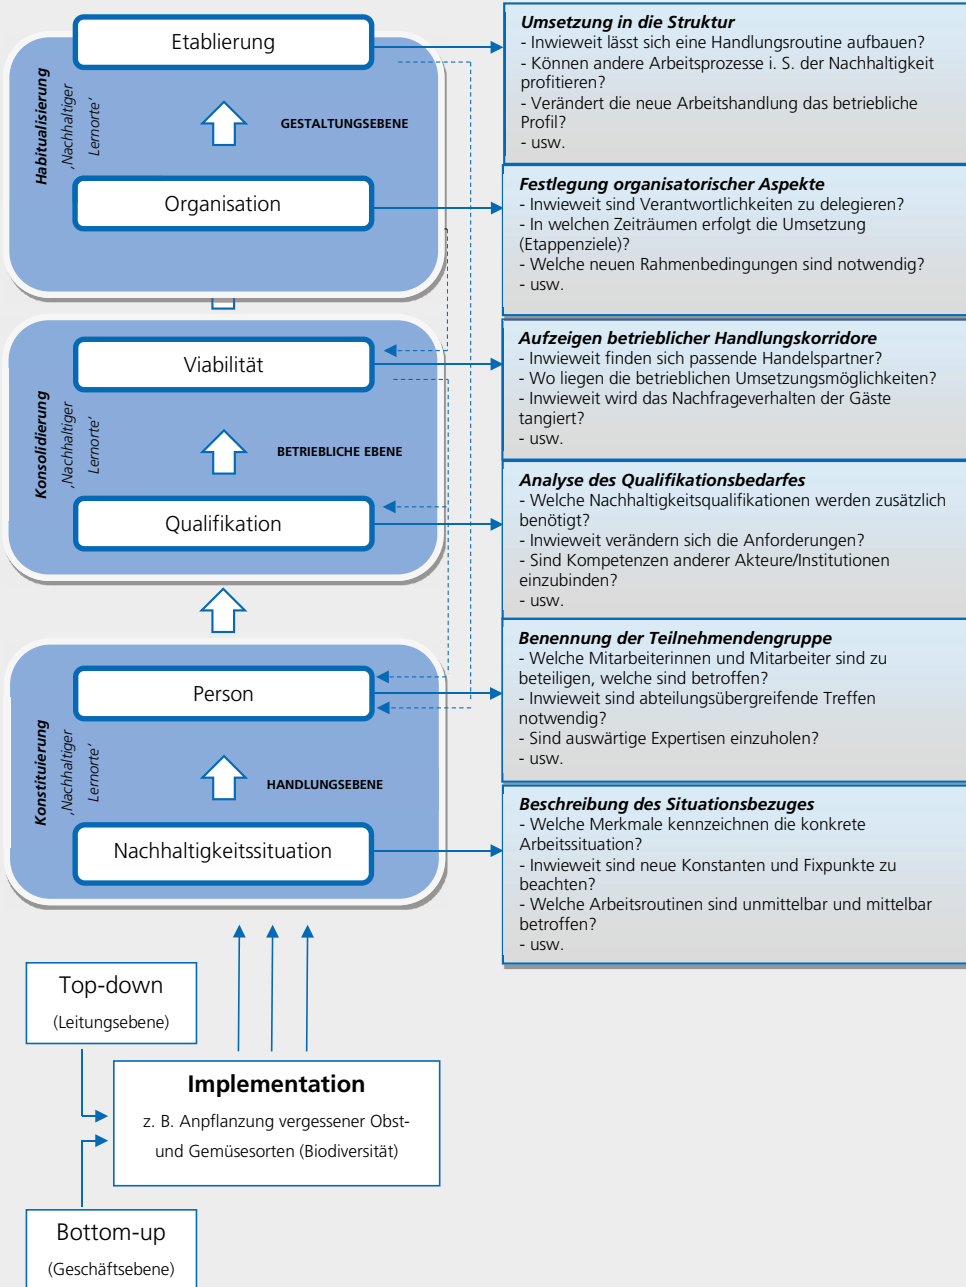 Etablierung
Habitualisierung
‚Nachhaltiger
Lernorte‘
GESTALTUNGSEBENE
Organisation
Umsetzung in die Struktur
- Inwieweit lässt sich eine Handlungsroutine aufbauen?
- Können andere Arbeitsprozesse i. S. der Nachhaltigkeit
profitieren?
- Verändert die neue Arbeitshandlung das betriebliche
Profil?
- usw.
Festlegung organisatorischer Aspekte
- Inwieweit sind Verantwortlichkeiten zu delegieren?
- In welchen Zeiträumen erfolgt die Umsetzung
(Etappenziele)?
- Welche neuen Rahmenbedingungen sind notwendig?
- usw.
Viabilität
Konsolidierung
‚Nachhaltiger
Lernorte‘
BETRIEBLICHE EBENE
Qualifikation
Aufzeigen betrieblicher Handlungskorridore
- Inwieweit finden sich passende Handelspartner?
- Wo liegen die betrieblichen Umsetzungsmöglichkeiten?
- Inwieweit wird das Nachfrageverhalten der Gäste
tangiert?
- usw.
Analyse des Qualifikationsbedarfes
- Welche Nachhaltigkeitsqualifikationen werden zusätzlich
benötigt?
- Inwieweit verändern sich die Anforderungen?
- Sind Kompetenzen anderer Akteure/Institutionen
einzubinden?
- usw.
Person
Konstituierung
‚Nachhaltiger
Lernorte‘
HANDLUNGSEBENE
Nachhaltigkeitssituation
Benennung der Teilnehmendengruppe
- Welche Mitarbeiterinnen und Mitarbeiter sind zu
beteiligen, welche sind betroffen?
- Inwieweit sind abteilungsübergreifende Treffen
notwendig?
- Sind auswärtige Expertisen einzuholen?
- usw.
Beschreibung des Situationsbezuges
- Welche Merkmale kennzeichnen die konkrete
Arbeitssituation?
- Inwieweit sind neue Konstanten und Fixpunkte zu
beachten?
- Welche Arbeitsroutinen sind unmittelbar und mittelbar
betroffen?
- usw.
Top-down
(Leitungsebene)
Implementation
z. B. Anpflanzung vergessener Obst-
und Gemüsesorten (Biodiversität)
Bottom-up
(Geschäftsebene)